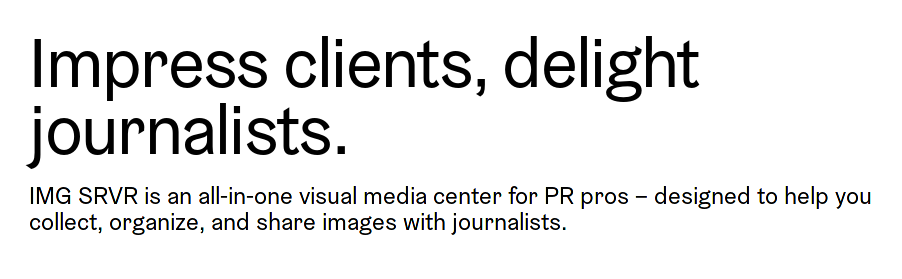 Impress clients, delight
journalists.
IMG SRVR is an all-in-one visual media center for PR pros – designed to help you
collect, organize, and share images with journalists.